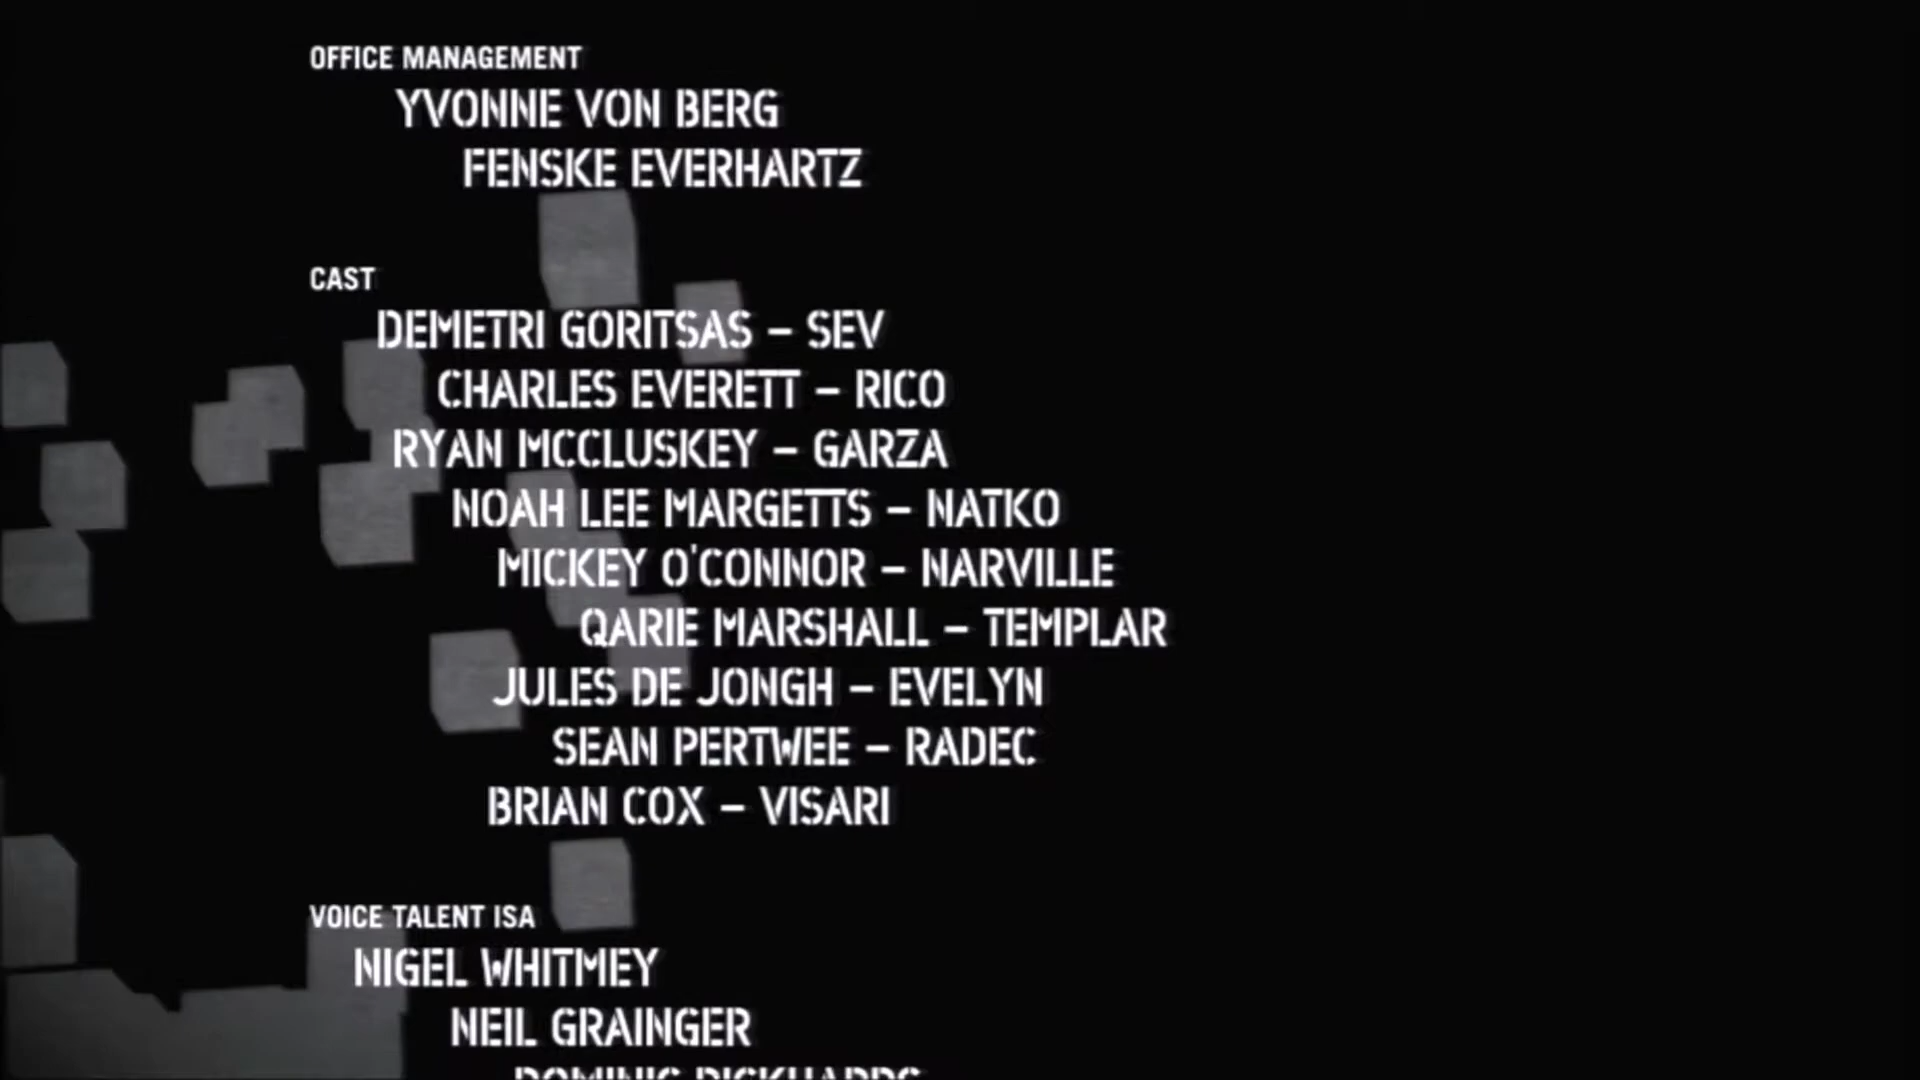 OFFICE MANAGEMENT
YVONNE VON BERG
FENSKE EVERHARTZ
CAST
DEMETRI GORITSAS – SEV
CHARLES EVERETT – RICO
RYAN MCCLUSKEY – GARZA
NOAH LEE MARGETTS – NATKO
MICKEY O'CONNOR – NARVILLE
QARIE MARSHALL – TEMPLAR
JULES DE JONGH – EVELYN
SEAN PERTWEE – RADEC
BRIAN COX – VISARI
VOICE TALENT ISA
NIGEL WHITMEY
NEIL GRAINGER
DOMINIC